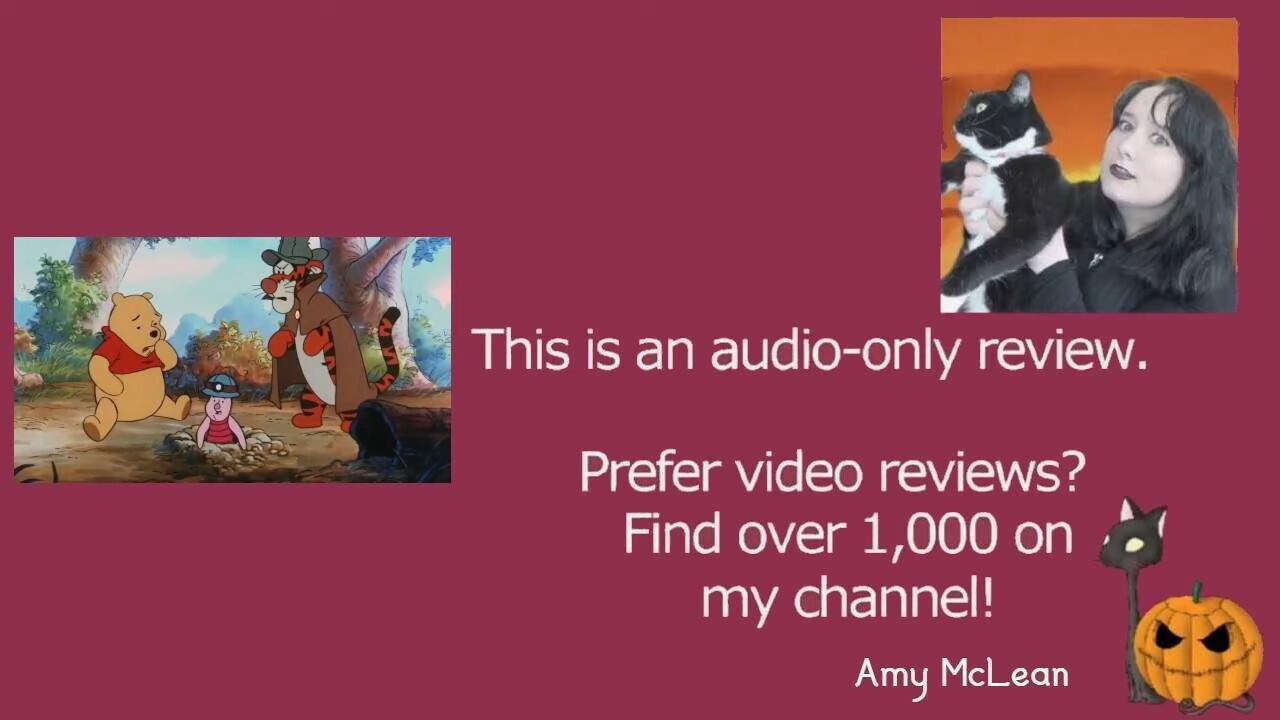 This is an audio-only review.
Prefer video reviews?
Find over 1,000 on
my channel!
Amy McLean